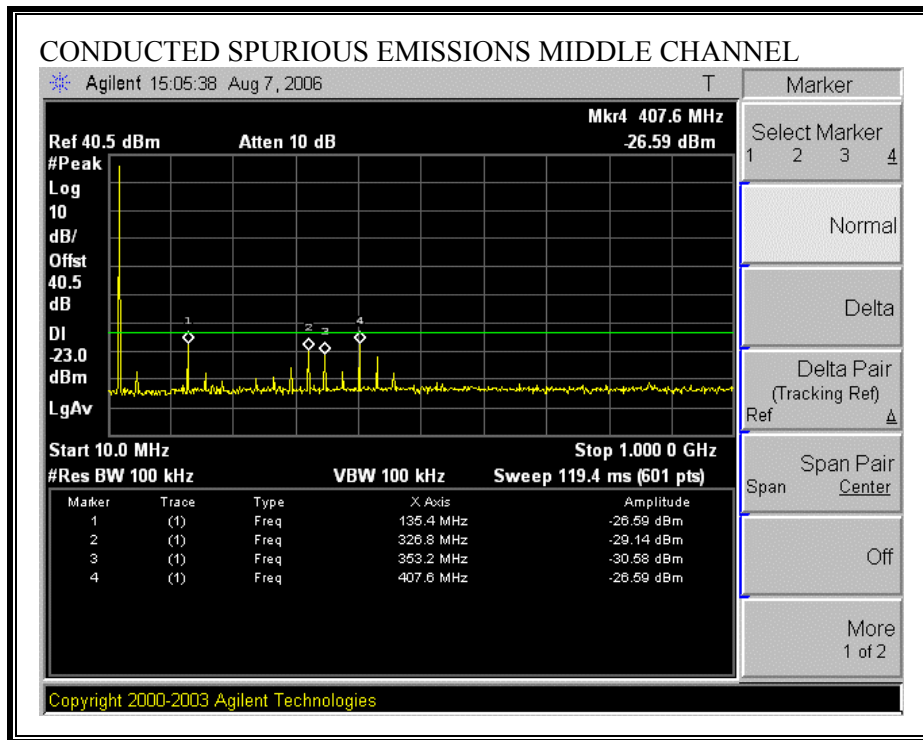 CONDUCTED SPURIOUS EMISSIONS MIDDLE CHANNEL
Agilent 15:05:38 Aug 7, 2006 T
Mkr4 407.6 MHz
Ref 40.5 dBm Atten 10 dB -26.59 dBm
#Peak
Log
10
dB/
Offst
40.5
dB
DI
-23.0
dBm
LgAv
1
2
3
4
Start 10.0 MHz Stop 1.000 0 GHz
#Res BW 100 kHz VBW 100 kHz Sweep 119.4 ms (601 pts)
Marker Trace Type X Axis Amplitude
1 (1) Freq 135.4 MHz -26.59 dBm
2 (1) Freq 326.8 MHz -29.14 dBm
3 (1) Freq 353.2 MHz -30.58 dBm
4 (1) Freq 407.6 MHz -26.59 dBm
Marker
Select Marker
1 2 3 4
Normal
Delta
Delta Pair
(Tracking Ref)
Ref Δ
Span Pair
Span Center
Off
More
1 of 2
Copyright 2000-2003 Agilent Technologies